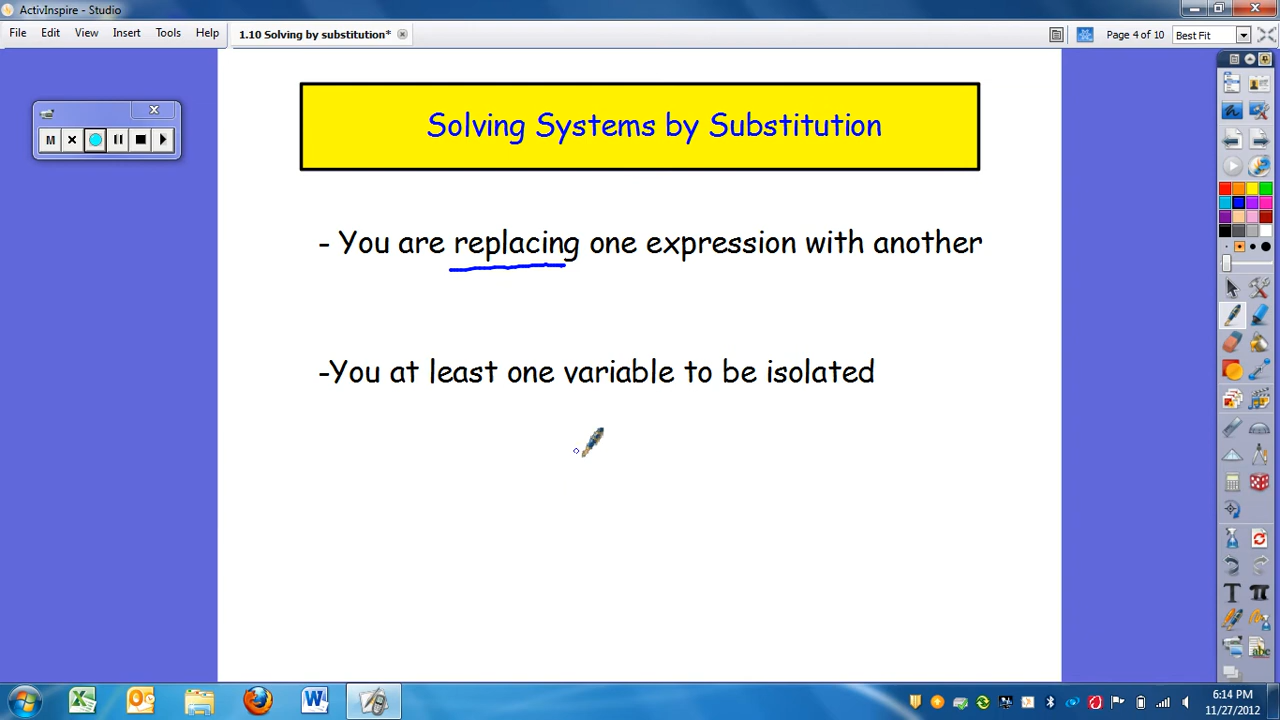 ActivInspire - Studio
File Edit View Insert Tools Help
1.10 Solving by substitution*
Page 4 of 10
Best Fit
M
Solving Systems by Substitution
- You are replacing one expression with another
-You at least one variable to be isolated
T
abc
6:14 PM
11/27/2012